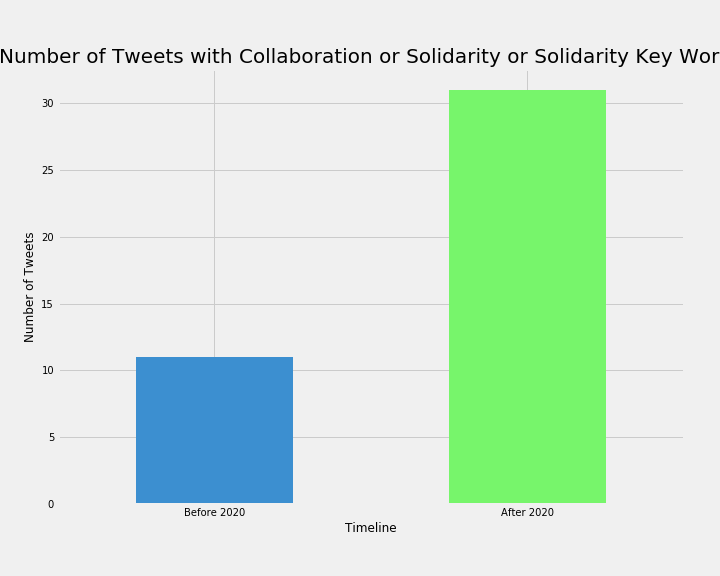 Number of Tweets with Collaboration or Solidarity or Solidarity Key Wor
30
25
20
15
10
5
0
Number of Tweets
Before 2020
After 2020
Timeline